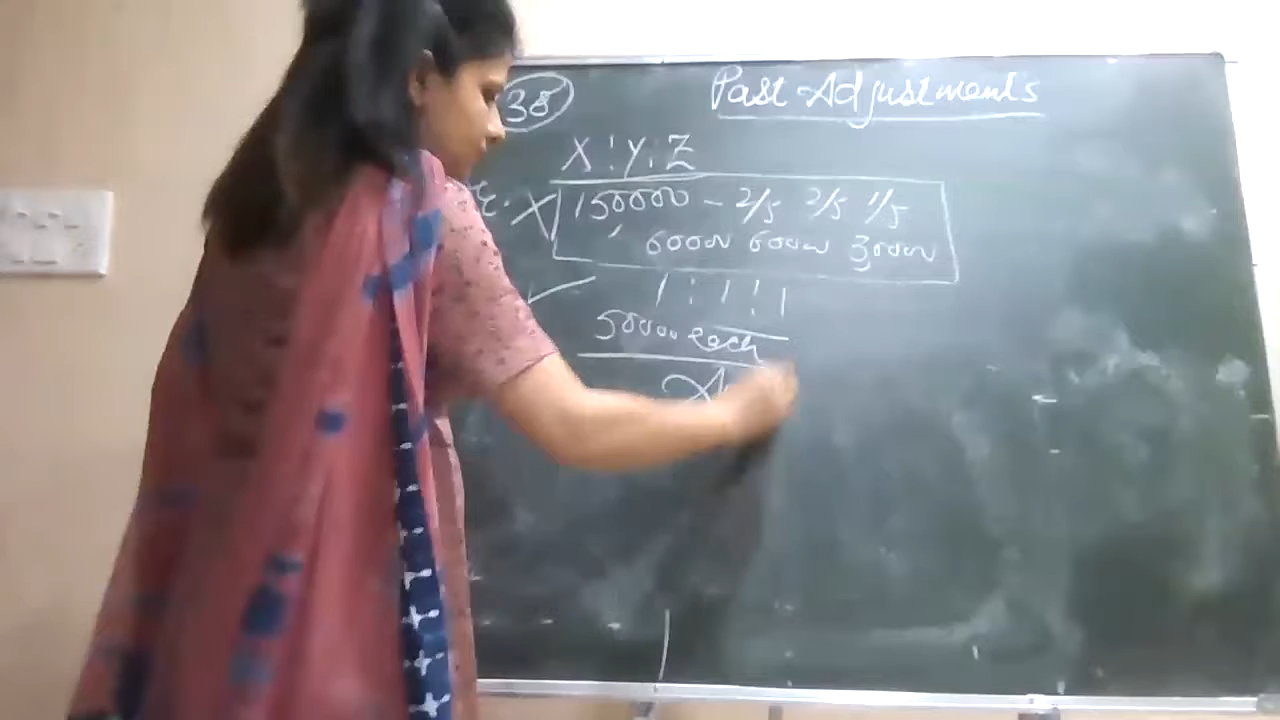 38
Past Adjustments
X : Y : Z
X 150000 - 2/5 2/5 1/5
60000 60000 30000
✓ 1 : 1 : 1
50000 each